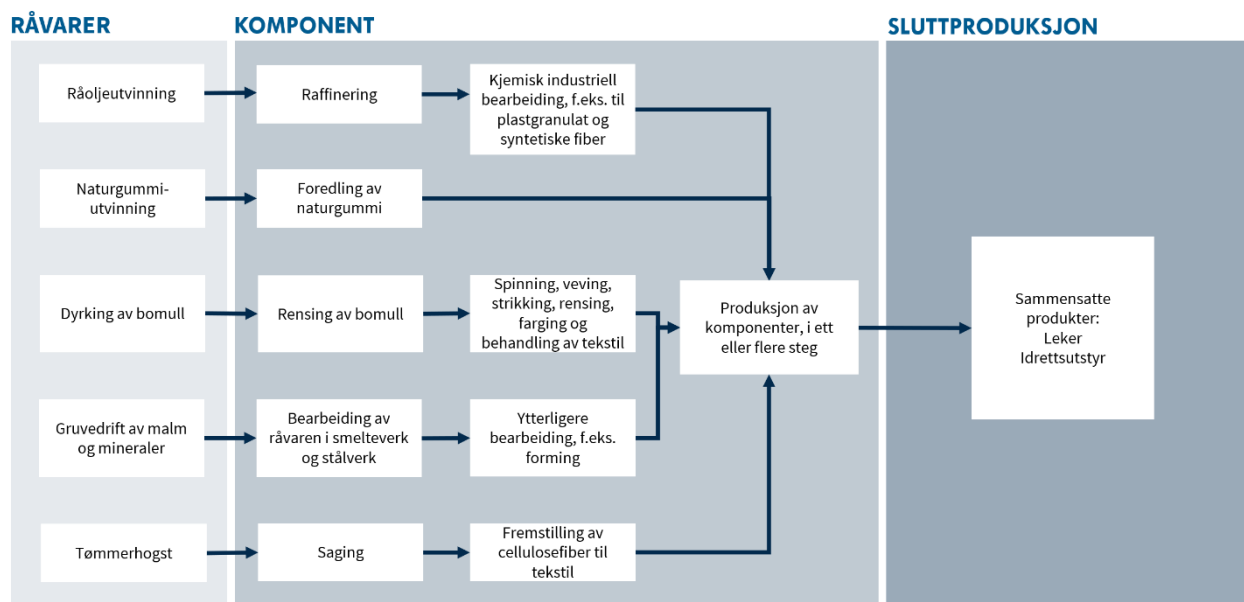 RÅVARER
KOMPONENT
SLUTTPRODUKSJON
Råoljeutvinning
Raffinering
Kjemisk industriell
bearbeiding, f.eks. til
plastgranulat og
syntetiske fiber
Naturgummi-
utvinning
Foredling av
naturgummi
Dyrking av bomull
Rensing av bomull
Spinning, veving,
strikking, rensing,
farging og
behandling av tekstil
Produksjon av
komponenter, i ett
eller flere steg
Sammensatte
produkter:
Leker
Idrettsutstyr
Gruvedrift av malm
og mineraler
Bearbeiding av
råvaren i smelteverk
og stålverk
Ytterligere
bearbeiding, f.eks.
forming
Tømmerhogst
Saging
Fremstilling av
cellulosefiber til
tekstil